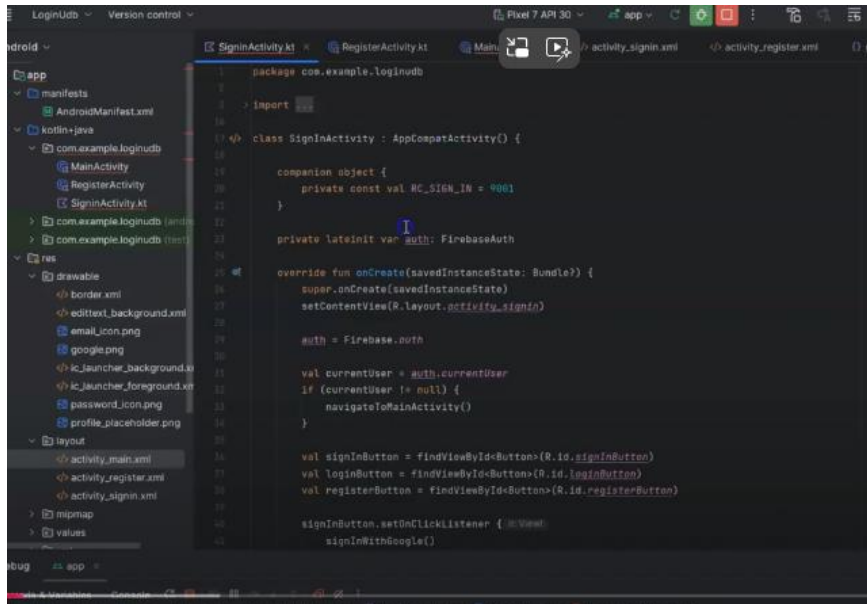 LoginUdb Version control Pixel 7 API 30 app
Android SigninActivity.kt RegisterActivity.kt activity_signin.xml activity_register.xml
app
manifests
AndroidManifest.xml
kotlin+java
com.example.loginudb
MainActivity
RegisterActivity
SigninActivity.kt
com.example.loginudb
com.example.loginudb (test)
res
drawable
border.xml
edittext_background.xml
email_icon.png
google.png
ic_launcher_background.x
ic_launcher_foreground.xm
password_icon.png
profile_placeholder.png
layout
activity_main.xml
activity_register.xml
activity_signin.xml
mipmap
values
package com.example.loginudb
import ...
class SignInActivity : AppCompatActivity() {
companion object {
private const val RC_SIGN_IN = 9001
}
private lateinit var auth: FirebaseAuth
override fun onCreate(savedInstanceState: Bundle?) {
super.onCreate(savedInstanceState)
setContentView(R.layout.activity_signin)
auth = Firebase.auth
val currentUser = auth.currentUser
if (currentUser != null) {
navigateToMainActivity()
}
val signInButton = findViewById<Button>(R.id.signInButton)
val loginButton = findViewById<Button>(R.id.loginButton)
val registerButton = findViewById<Button>(R.id.registerButton)
signInButton.setOnClickListener {
signInWithGoogle()
ebug app
Console